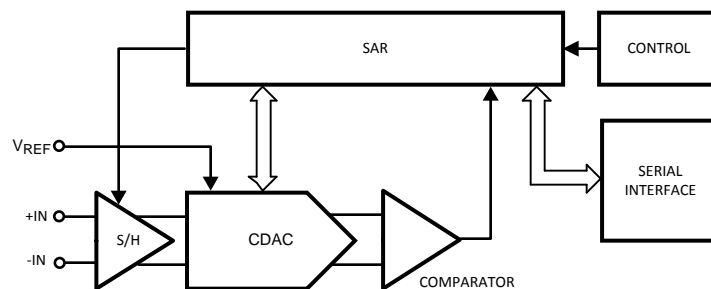 SAR
CONTROL
VREF
SERIAL
INTERFACE
+IN
S/H
CDAC
-IN
COMPARATOR